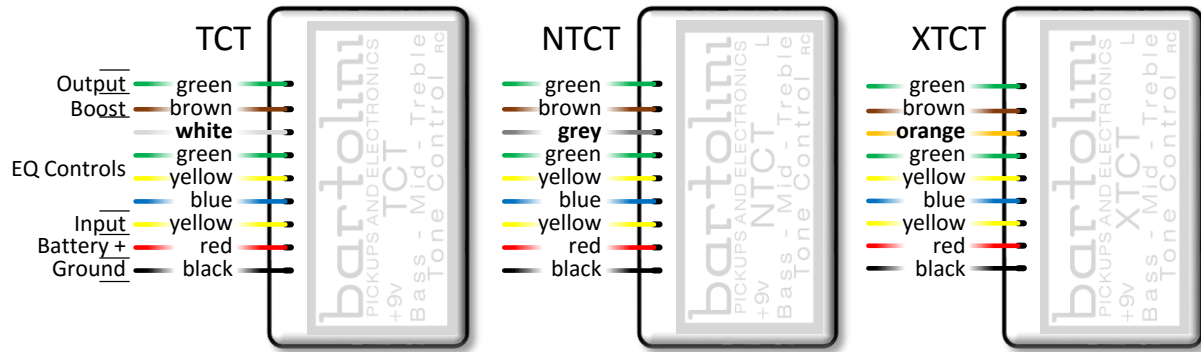 TCT
NTCT
XTCT
Output
Boost
EQ Controls
Input
Battery +
Ground
green
brown
white
green
yellow
blue
yellow
red
black
bartolini
PICKUPS AND ELECTRONICS
+9v TCT
Bass - Mid - Treble
Tone Control RC
green
brown
grey
green
yellow
blue
yellow
red
black
bartolini
PICKUPS AND ELECTRONICS
+9v NTCT L
Bass - Mid - Treble
Tone Control RC
green
brown
orange
green
yellow
blue
yellow
red
black
bartolini
PICKUPS AND ELECTRONICS
+9v XTCT L
Bass - Mid - Treble
Tone Control RC